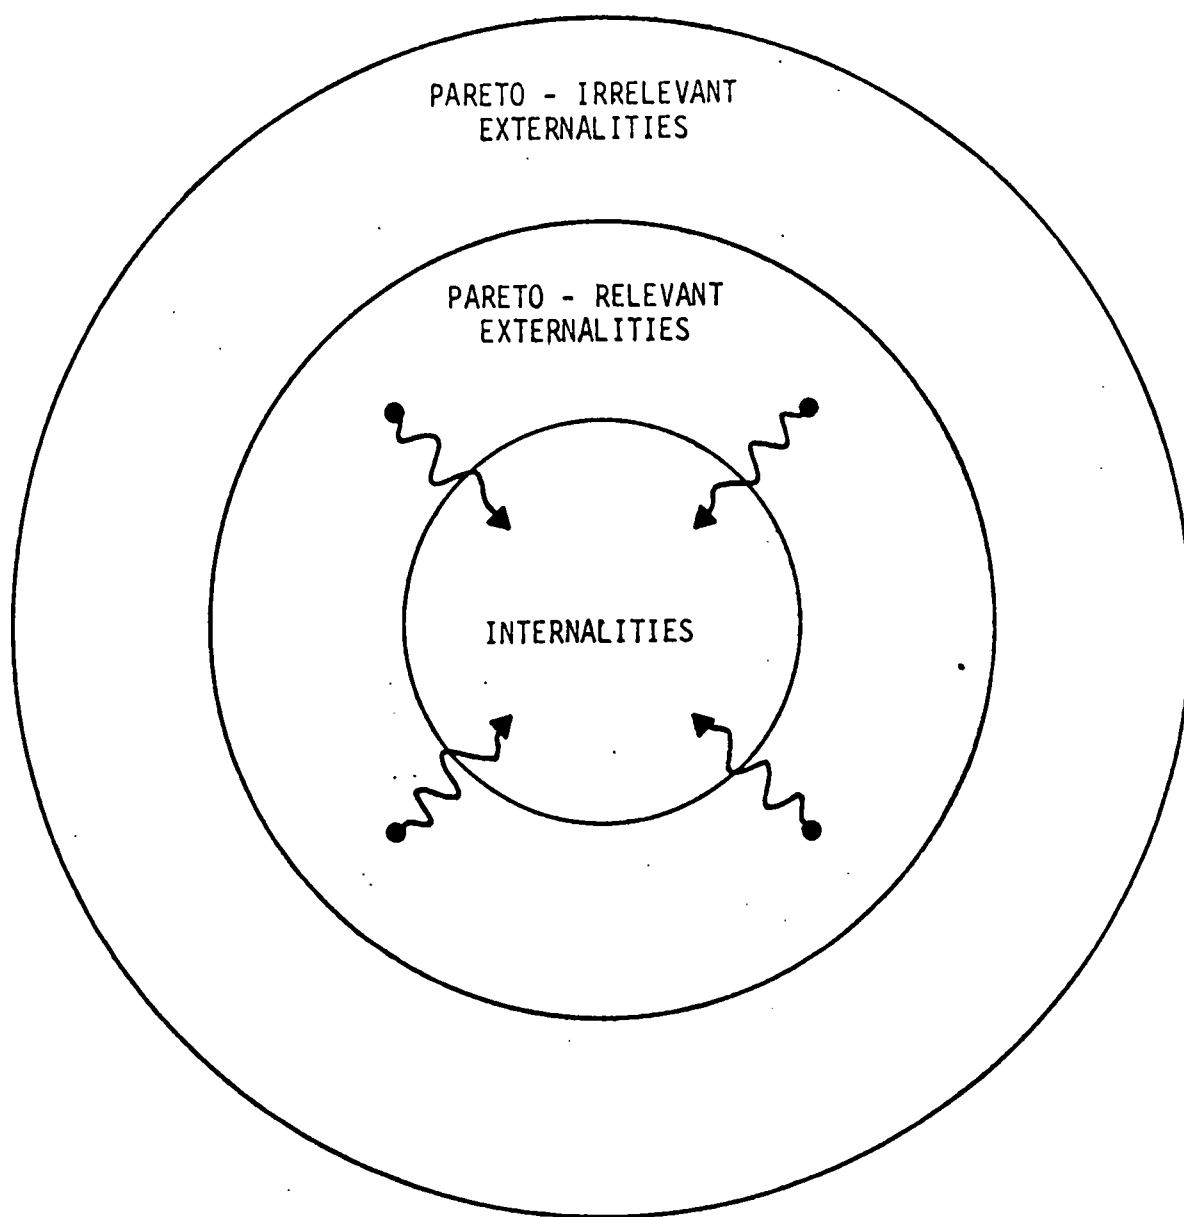 PARETO - IRRELEVANT
EXTERNALITIES
PARETO - RELEVANT
EXTERNALITIES
INTERNALITIES